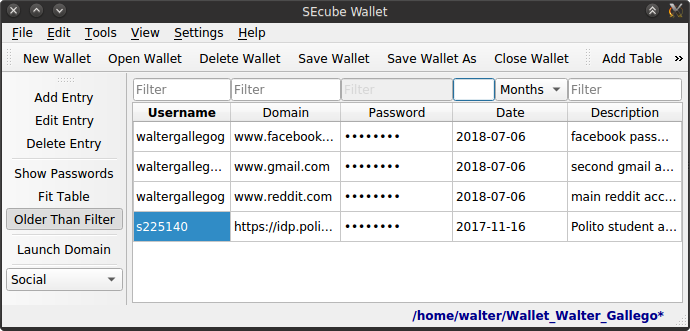 SEcube Wallet
File Edit Tools View Settings Help
New Wallet Open Wallet Delete Wallet Save Wallet Save Wallet As Close Wallet Add Table »
Add Entry
Edit Entry
Delete Entry
Show Passwords
Fit Table
Older Than Filter
Launch Domain
Social
Filter Filter Filter Months Filter
Username Domain Password Date Description
waltergallegog www.facebook... •••••••• 2018-07-06 facebook pass...
waltergalleg... www.gmail.com •••••••• 2018-07-06 second gmail a...
waltergallegog www.reddit.com •••••••• 2018-07-06 main reddit acc...
s225140 https://idp.poli... •••••••• 2017-11-16 Polito student a...
/home/walter/Wallet_Walter_Gallego*